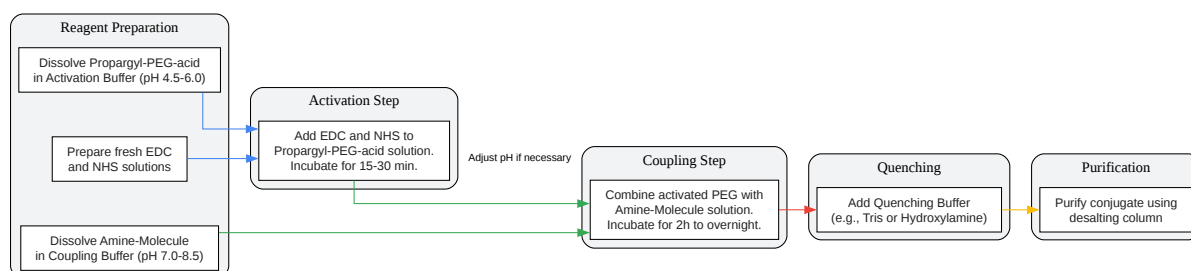 Reagent Preparation
Dissolve Propargyl-PEG-acid
in Activation Buffer (pH 4.5-6.0)
Prepare fresh EDC
and NHS solutions
Dissolve Amine-Molecule
in Coupling Buffer (pH 7.0-8.5)
Activation Step
Add EDC and NHS to
Propargyl-PEG-acid solution.
Incubate for 15-30 min.
Adjust pH if necessary
Coupling Step
Combine activated PEG with
Amine-Molecule solution.
Incubate for 2h to overnight.
Quenching
Add Quenching Buffer
(e.g., Tris or Hydroxylamine)
Purification
Purify conjugate using
desalting column